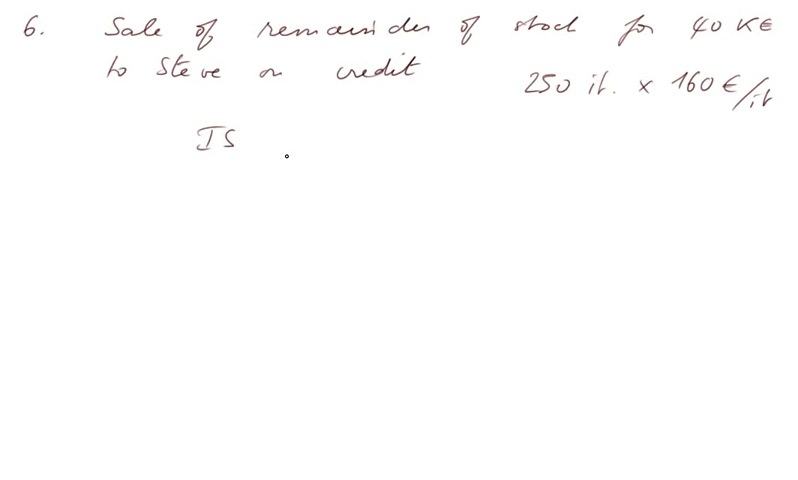 6. Sale of remainder of stock for 40 K€
to Steve on credit 250 it. x 160 €/it
IS